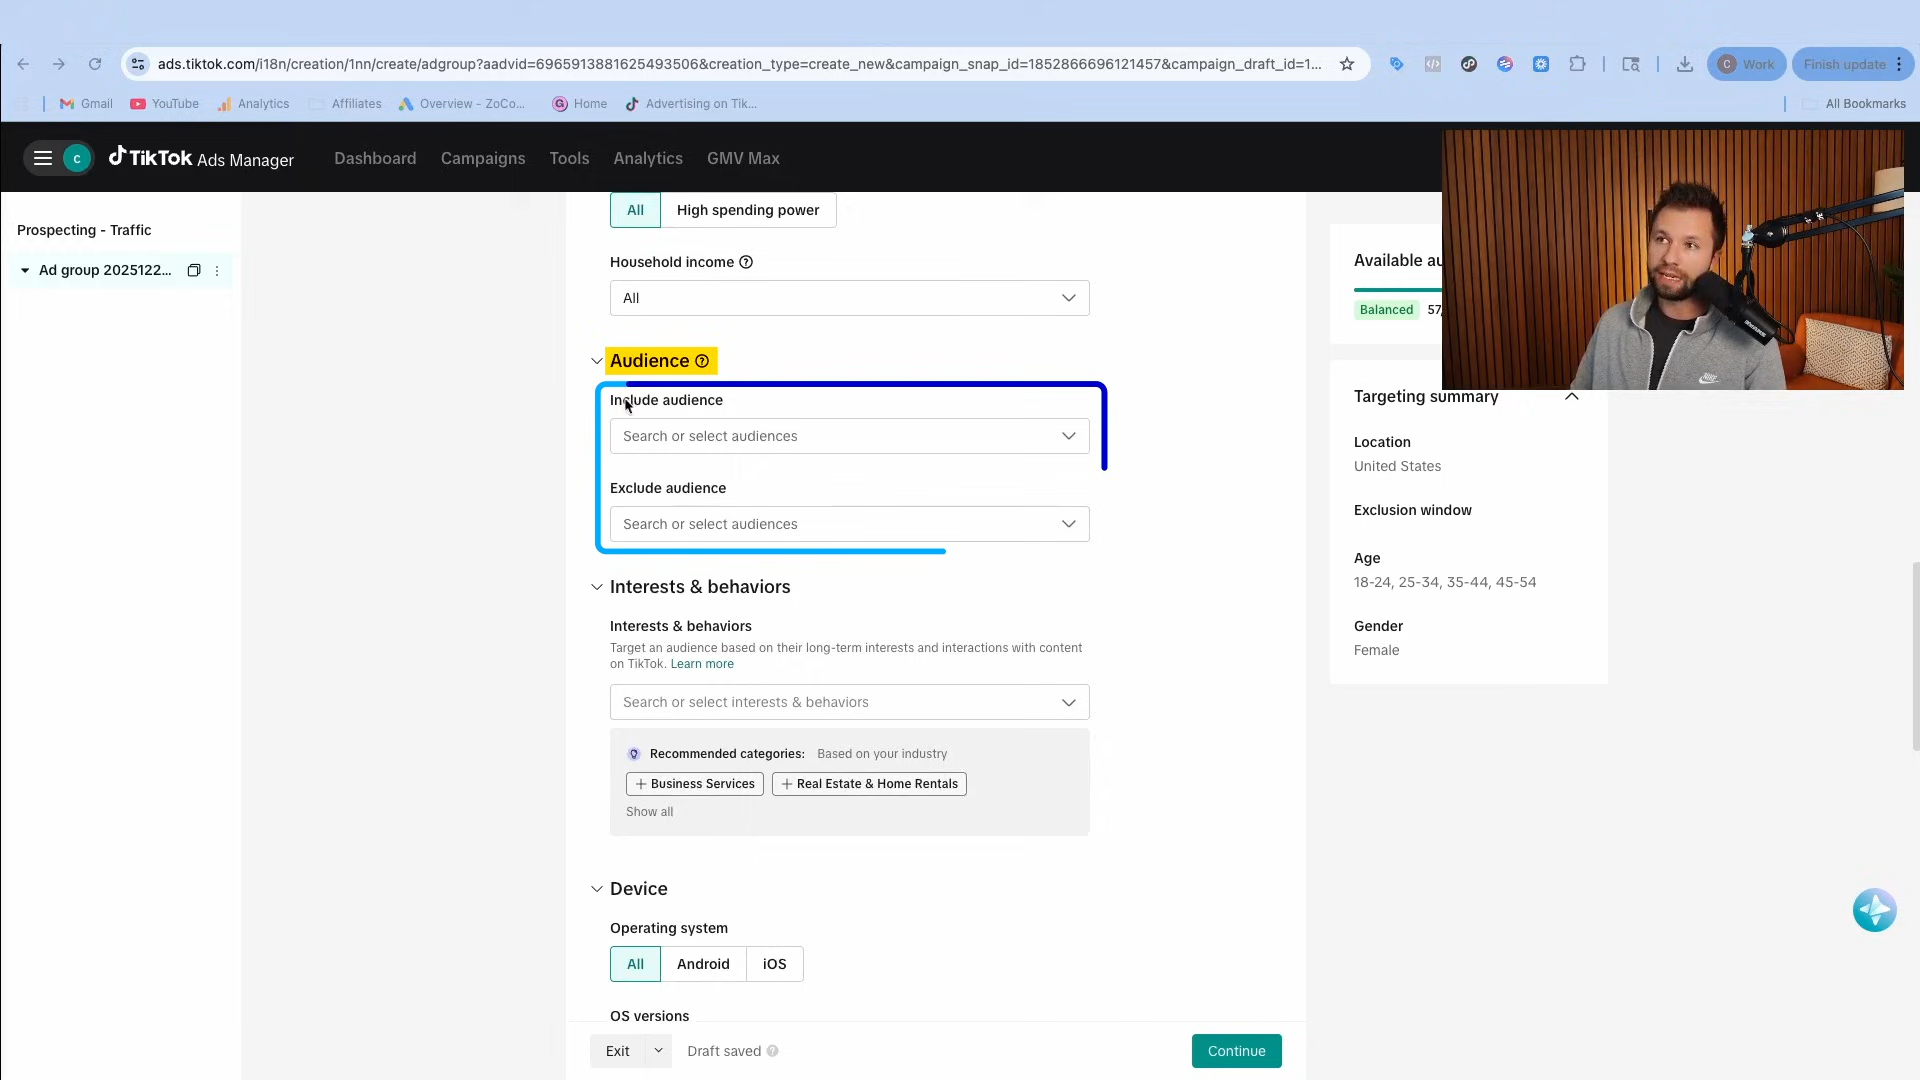 ads.tiktok.com/i18n/creation/1nn/create/adgroup?aadvid=6965913881625493506&creation_type=create_new&campaign_snap_id=1852866696121457&campaign_draft_id=1...
C Work
Finish update
Gmail
YouTube
Analytics
Affiliates
Overview - ZoCo...
Home
Advertising on Tik...
All Bookmarks
C
TikTok Ads Manager
Dashboard
Campaigns
Tools
Analytics
GMV Max
Prospecting - Traffic
Ad group 2025122...
All
High spending power
Household income
All
Audience
Include audience
Search or select audiences
Exclude audience
Search or select audiences
Interests & behaviors
Interests & behaviors
Target an audience based on their long-term interests and interactions with content
on TikTok. Learn more
Search or select interests & behaviors
Recommended categories: Based on your industry
+ Business Services
+ Real Estate & Home Rentals
Show all
Device
Operating system
All
Android
iOS
OS versions
Exit
Draft saved
Continue
Available au
Balanced 57,
Targeting summary
Location
United States
Exclusion window
Age
18-24, 25-34, 35-44, 45-54
Gender
Female